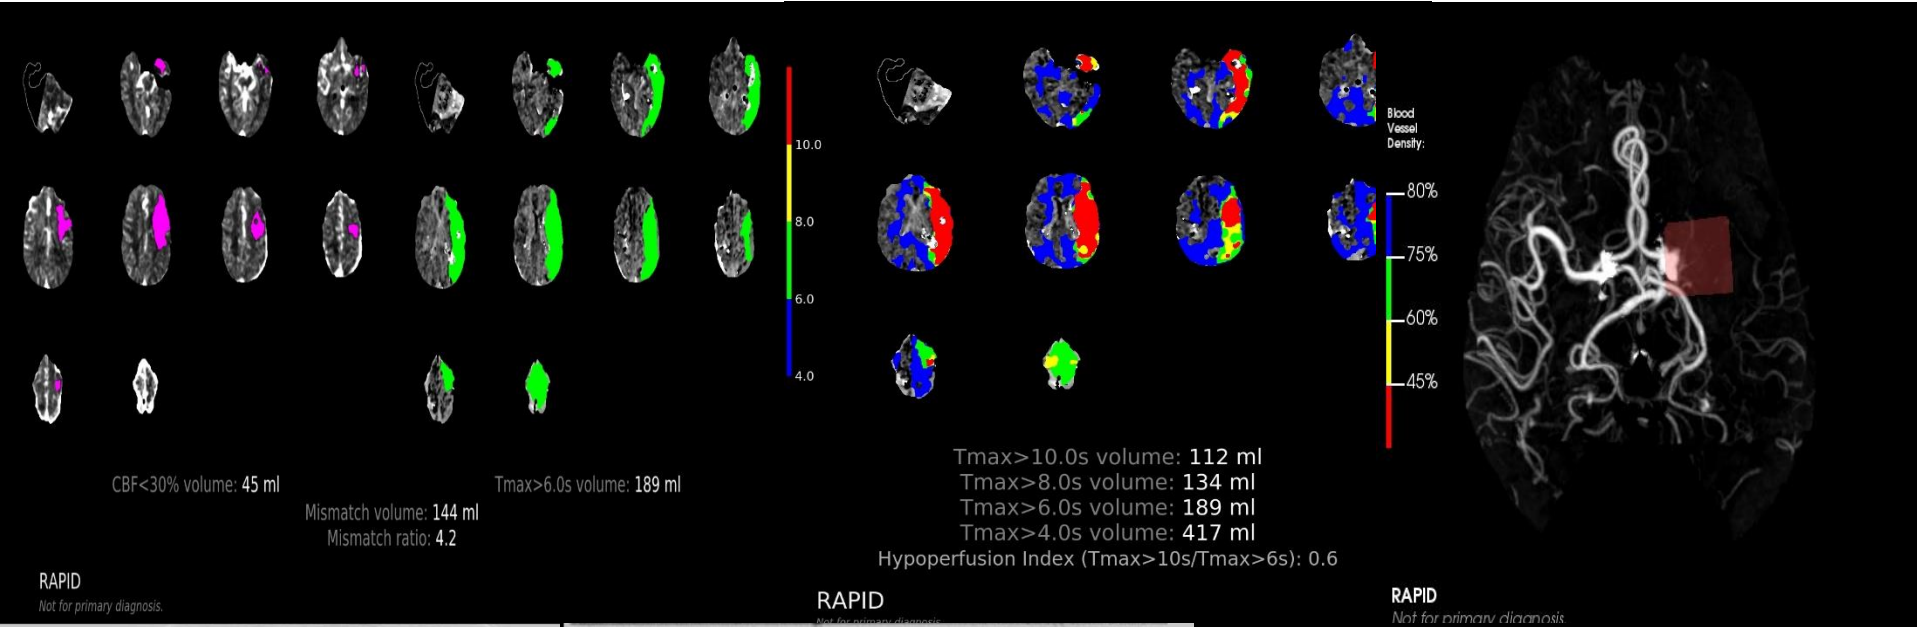 10.0
8.0
6.0
4.0
CBF<30% volume: 45 ml
Tmax>6.0s volume: 189 ml
Mismatch volume: 144 ml
Mismatch ratio: 4.2
RAPID
Not for primary diagnosis.
Tmax>10.0s volume: 112 ml
Tmax>8.0s volume: 134 ml
Tmax>6.0s volume: 189 ml
Tmax>4.0s volume: 417 ml
Hypoperfusion Index (Tmax>10s/Tmax>6s): 0.6
RAPID
Not for primary diagnosis.
Blood
Vessel
Density:
80%
75%
60%
45%
RAPID
Not for primary diagnosis